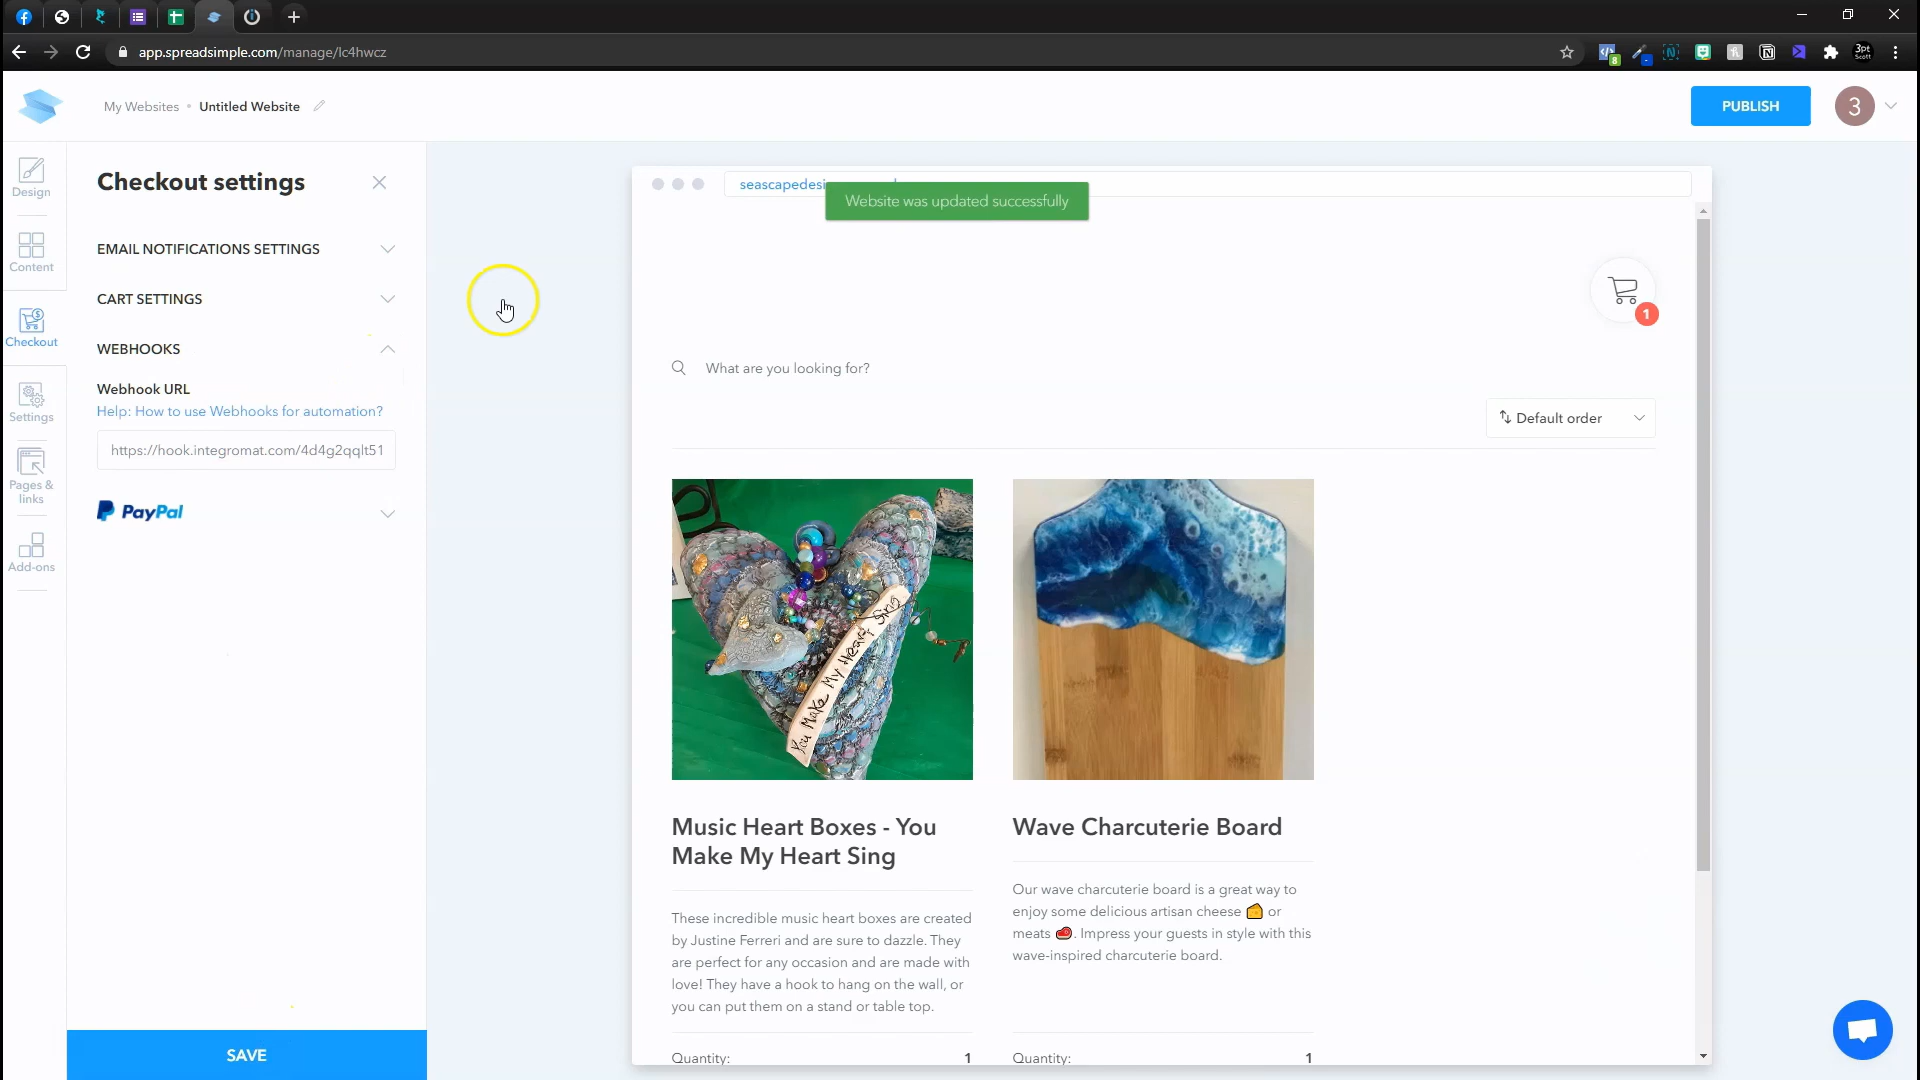 app.spreadsimple.com/manage/lc4hwcz
8
3pt
Scott
My Websites • Untitled Website
PUBLISH
3
Design
Content
Checkout
Settings
Pages &
links
Add-ons
Checkout settings
EMAIL NOTIFICATIONS SETTINGS
CART SETTINGS
WEBHOOKS
Webhook URL
Help: How to use Webhooks for automation?
https://hook.integromat.com/4d4g2qqlt51
PayPal
SAVE
seascapedesi
Website was updated successfully
1
What are you looking for?
Default order
You Make My Heart Sing
Music Heart Boxes - You
Make My Heart Sing
These incredible music heart boxes are created
by Justine Ferreri and are sure to dazzle. They
are perfect for any occasion and are made with
love! They have a hook to hang on the wall, or
you can put them on a stand or table top.
Quantity: 1
Wave Charcuterie Board
Our wave charcuterie board is a great way to
enjoy some delicious artisan cheese 🧀 or
meats 🥩. Impress your guests in style with this
wave-inspired charcuterie board.
Quantity: 1